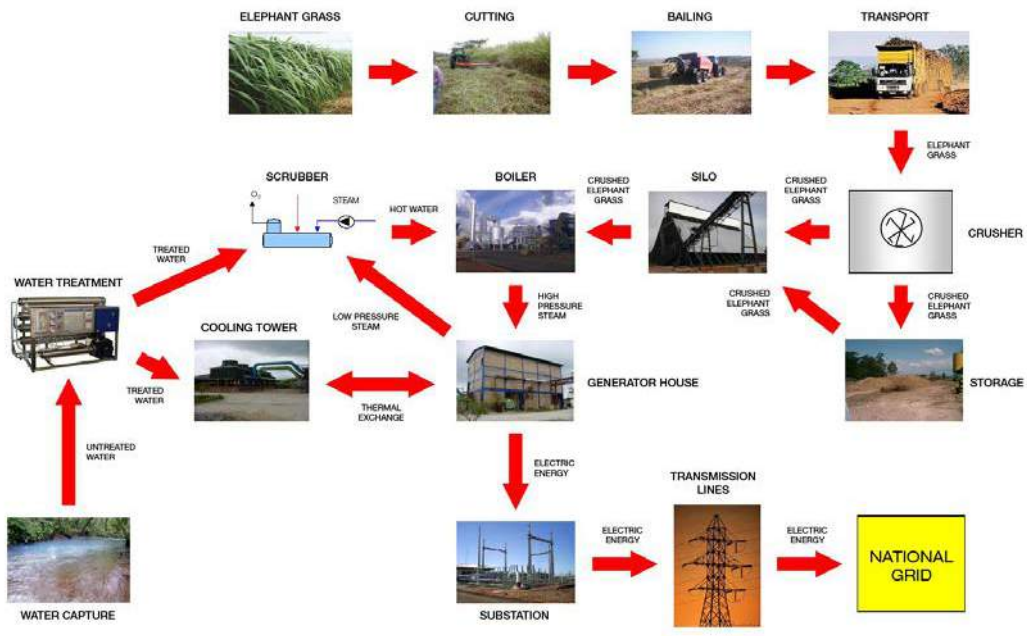 ELEPHANT GRASS
CUTTING
BAILING
TRANSPORT
ELEPHANT
GRASS
SCRUBBER
BOILER
CRUSHED
ELEPHANT
GRASS
SILO
CRUSHED
ELEPHANT
GRASS
O2
STEAM
HOT WATER
CRUSHER
TREATED
WATER
WATER TREATMENT
HIGH
PRESSURE
STEAM
CRUSHED
ELEPHANT
GRASS
CRUSHED
ELEPHANT
GRASS
LOW PRESSURE
STEAM
COOLING TOWER
GENERATOR HOUSE
STORAGE
TREATED
WATER
THERMAL
EXCHANGE
UNTREATED
WATER
ELECTRIC
ENERGY
TRANSMISSION
LINES
ELECTRIC
ENERGY
ELECTRIC
ENERGY
NATIONAL
GRID
WATER CAPTURE
SUBSTATION